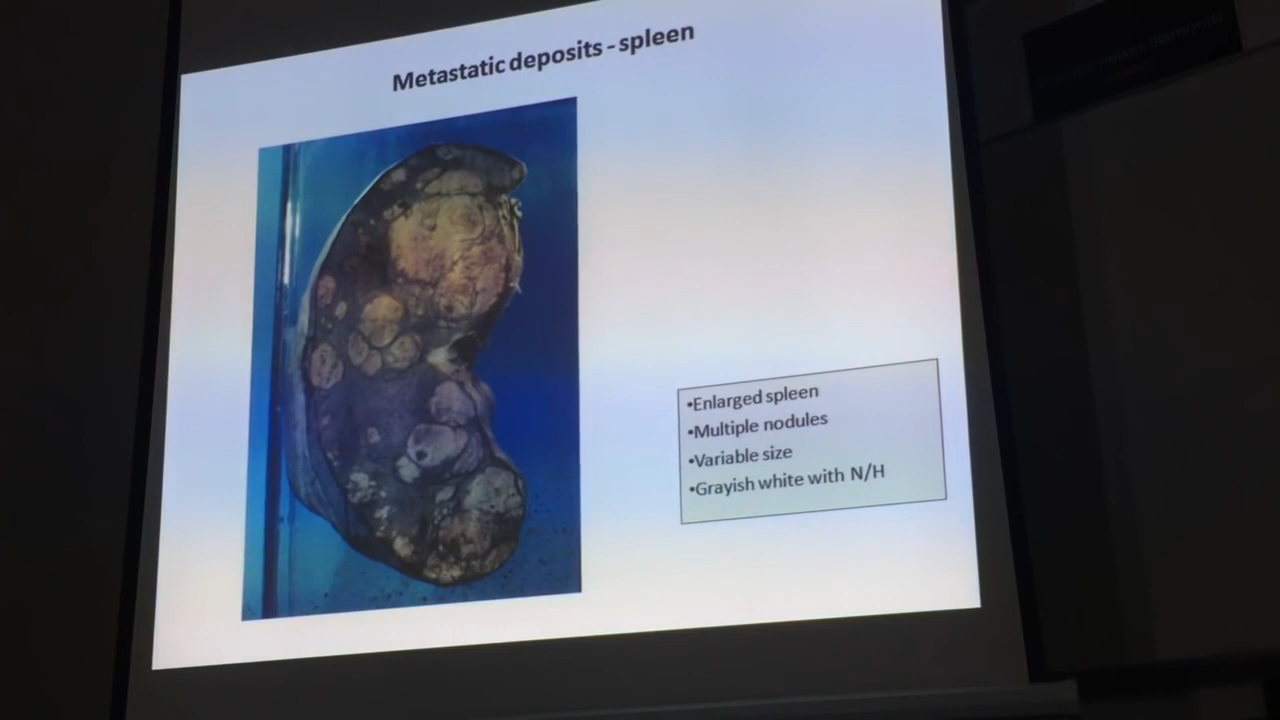 Metastatic deposits - spleen
•Enlarged spleen
•Multiple nodules
•Variable size
•Grayish white with N/H